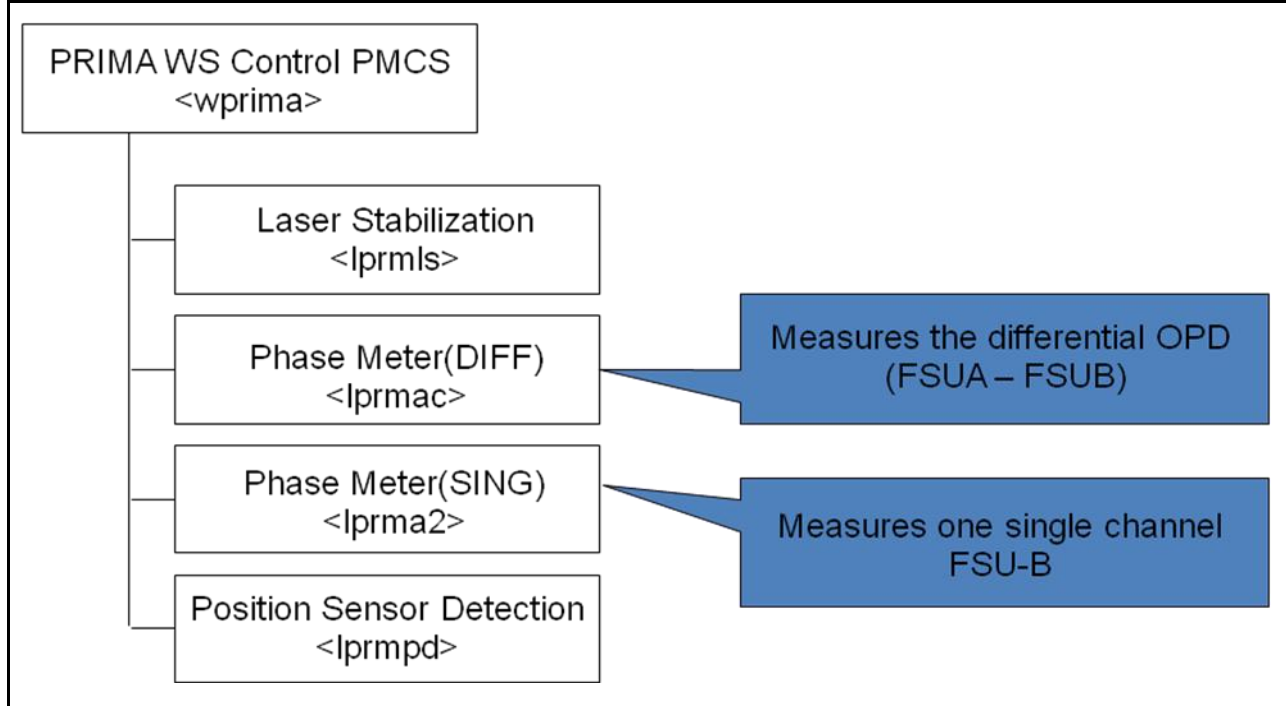 PRIMA WS Control PMCS
<wprima>
Laser Stabilization
<lprmls>
Phase Meter(DIFF)
<lprmac>
Measures the differential OPD
(FSUA – FSUB)
Phase Meter(SING)
<lprma2>
Measures one single channel
FSU-B
Position Sensor Detection
<lprmpd>